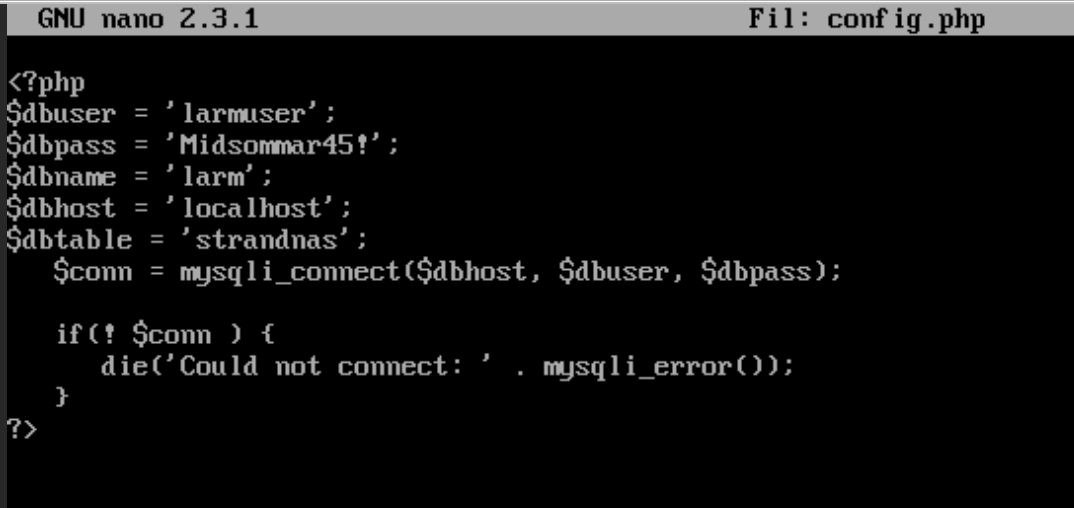 GNU nano 2.3.1 Fil: config.php
<?php
$dbuser = 'larmuser';
$dbpass = 'Midsommar45!';
$dbname = 'larm';
$dbhost = 'localhost';
$dbtable = 'strandnas';
$conn = mysqli_connect($dbhost, $dbuser, $dbpass);
if(! $conn ) {
die('Could not connect: ' . mysqli_error());
}
?>